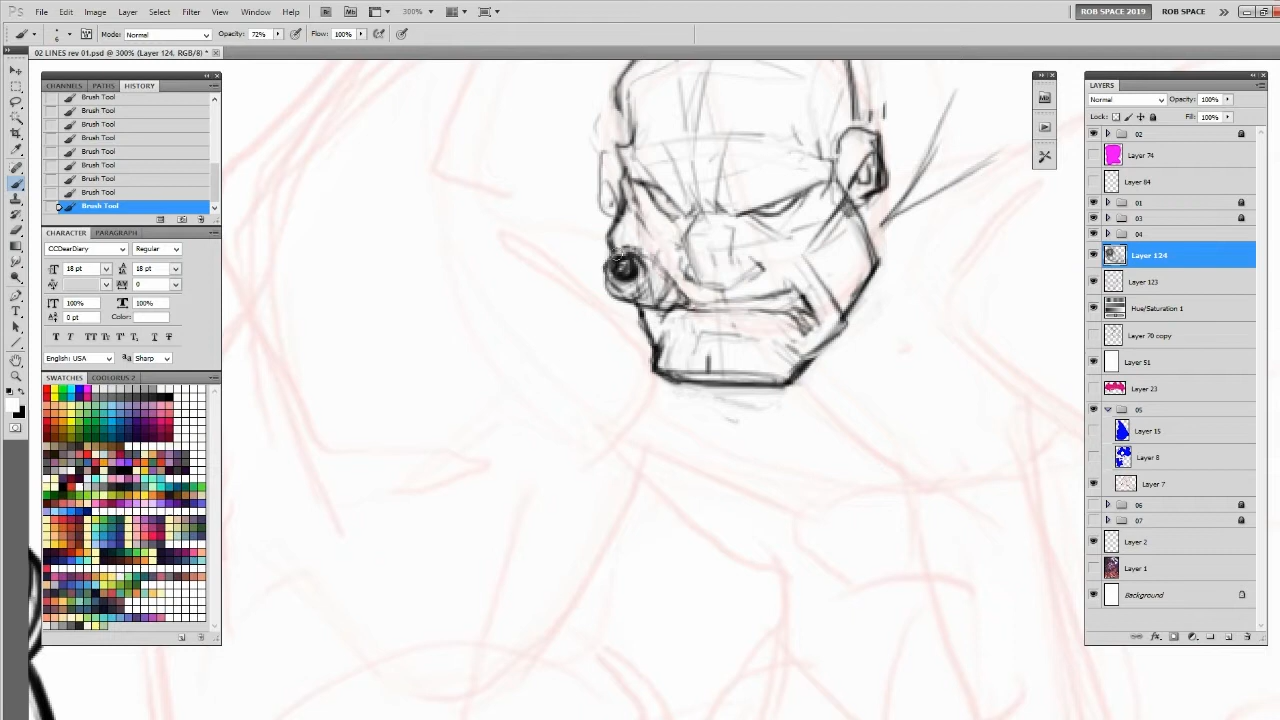 Ps File Edit Image Layer Select Filter View Window Help Br Mb 300% ROB SPACE 2019 ROB SPACE
Mode: Normal Opacity: 72% Flow: 100%
02 LINES rev 01.psd @ 300% (Layer 124, RGB/8) *
CHANNELS PATHS HISTORY
Brush Tool
Brush Tool
Brush Tool
Brush Tool
Brush Tool
Brush Tool
Brush Tool
Brush Tool
Brush Tool
CHARACTER PARAGRAPH
CCDearDiary Regular
18 pt 18 pt
0
100% 100%
0 pt Color:
English: USA Sharp
SWATCHES COOLORUS 2
LAYERS
Normal Opacity: 100%
Lock: Fill: 100%
02
Layer 74
Layer 84
01
03
04
Layer 124
Layer 123
Hue/Saturation 1
Layer 70 copy
Layer 51
Layer 23
05
Layer 15
Layer 8
Layer 7
06
07
Layer 2
Layer 1
Background